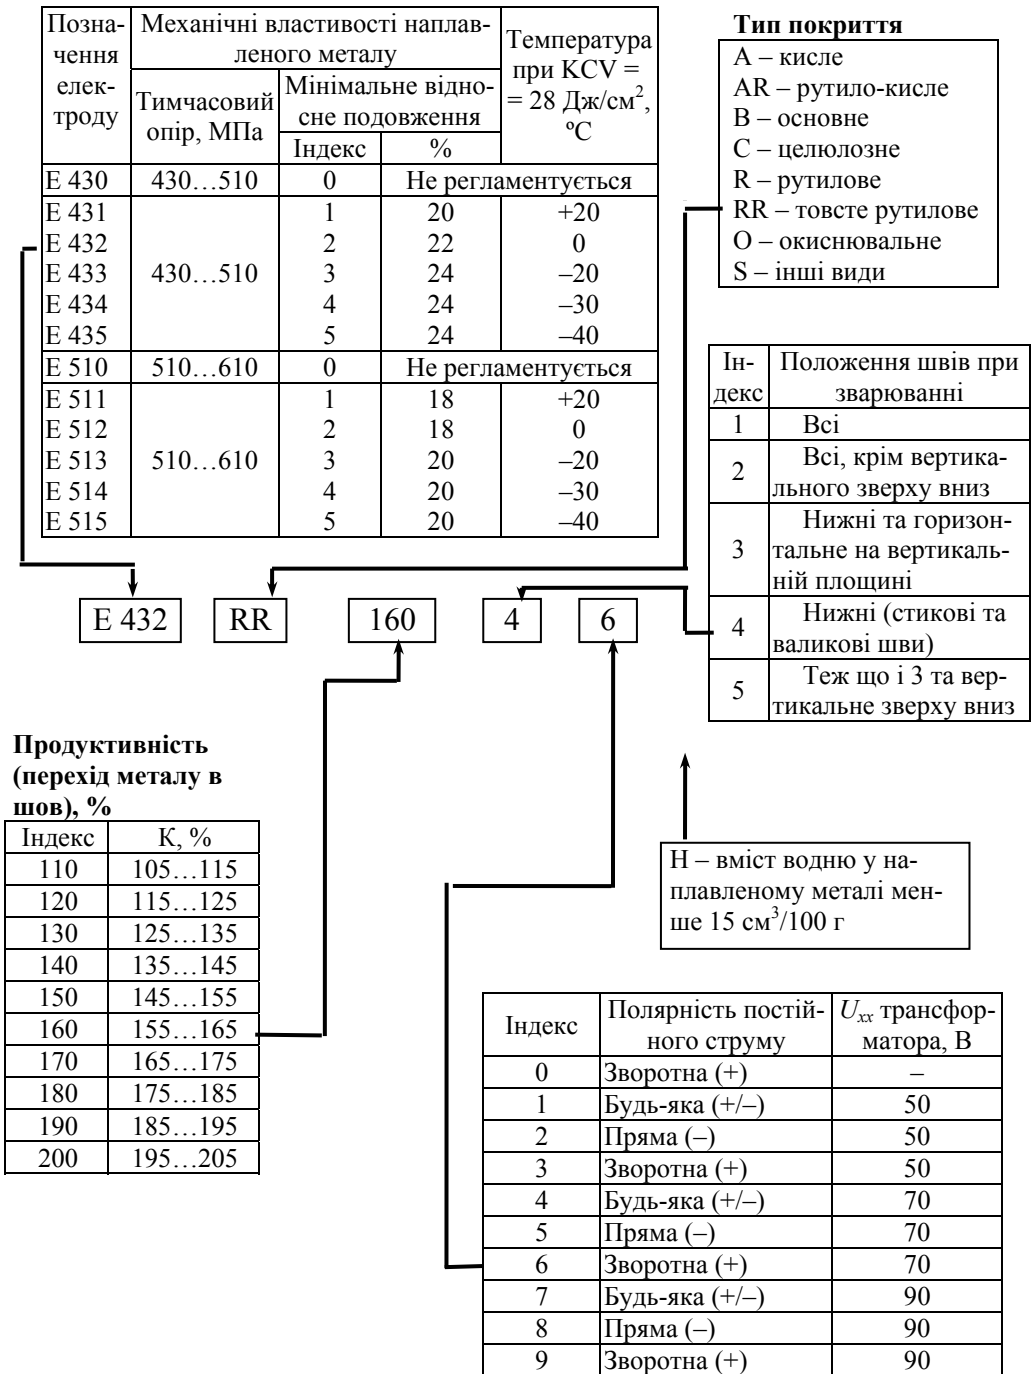 Позна-
чення
елек-
троду
Механічні властивості наплав-
леного металу
Температура
при KCV =
= 28 Дж/см²,
ºС
Тимчасовий
опір, МПа
Мінімальне відно-
сне подовження
Індекс %
Е 430 430…510 0 Не регламентується
Е 431 1 20 +20
Е 432 2 22 0
Е 433 430…510 3 24 –20
Е 434 4 24 –30
Е 435 5 24 –40
Е 510 510…610 0 Не регламентується
Е 511 1 18 +20
Е 512 2 18 0
Е 513 510…610 3 20 –20
Е 514 4 20 –30
Е 515 5 20 –40
Тип покриття
А – кисле
AR – рутило-кисле
В – основне
С – целюлозне
R – рутилове
RR – товсте рутилове
О – окиснювальне
S – інші види
Ін-
декс
Положення швів при
зварюванні
1 Всі
2 Всі, крім вертика-
льного зверху вниз
3 Нижні та горизон-
тальне на вертикаль-
ній площині
4 Нижні (стикові та
валикові шви)
5 Теж що і 3 та вер-
тикальне зверху вниз
Е 432 RR 160 4 6
Продуктивність
(перехід металу в
шов), %
Індекс К, %
110 105…115
120 115…125
130 125…135
140 135…145
150 145…155
160 155…165
170 165…175
180 175…185
190 185…195
200 195…205
Н – вміст водню у на-
плавленому металі мен-
ше 15 см³/100 г
Індекс
Полярність постій-
ного струму
Uхх трансфор-
матора, В
0 Зворотна (+) –
1 Будь-яка (+/–) 50
2 Пряма (–) 50
3 Зворотна (+) 50
4 Будь-яка (+/–) 70
5 Пряма (–) 70
6 Зворотна (+) 70
7 Будь-яка (+/–) 90
8 Пряма (–) 90
9 Зворотна (+) 90